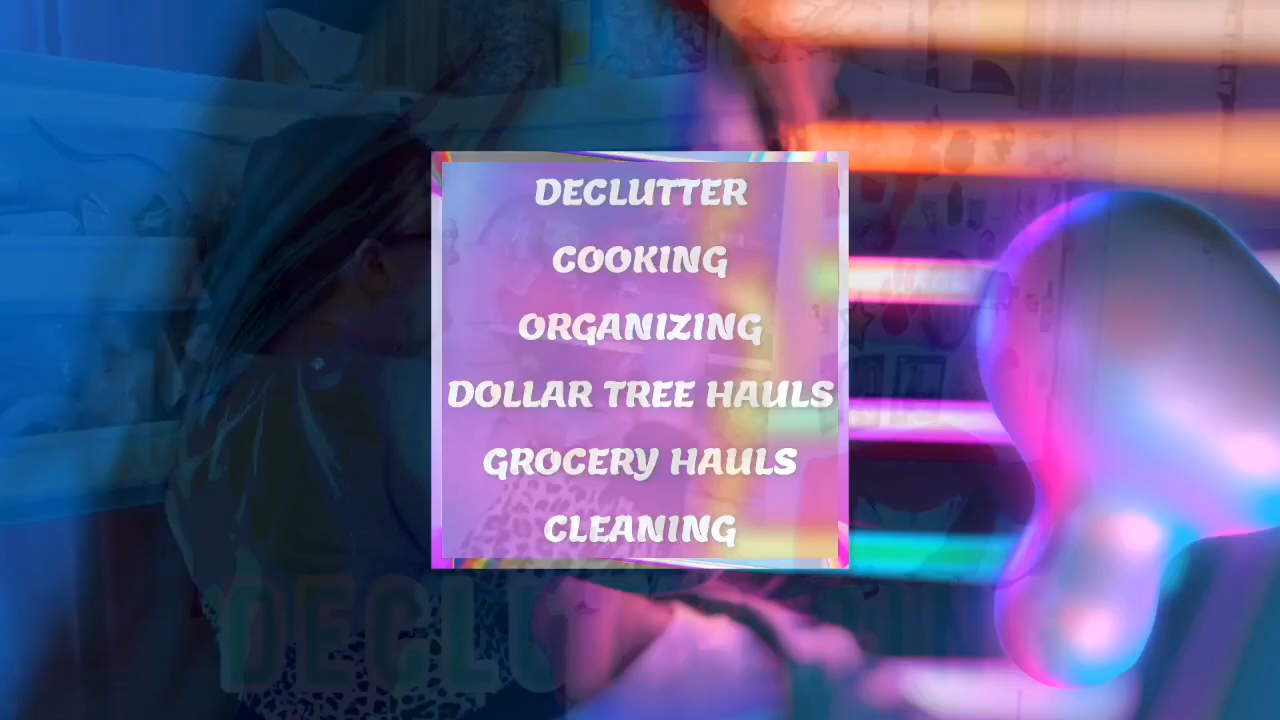 DECLUTTER
COOKING
ORGANIZING
DOLLAR TREE HAULS
GROCERY HAULS
CLEANING